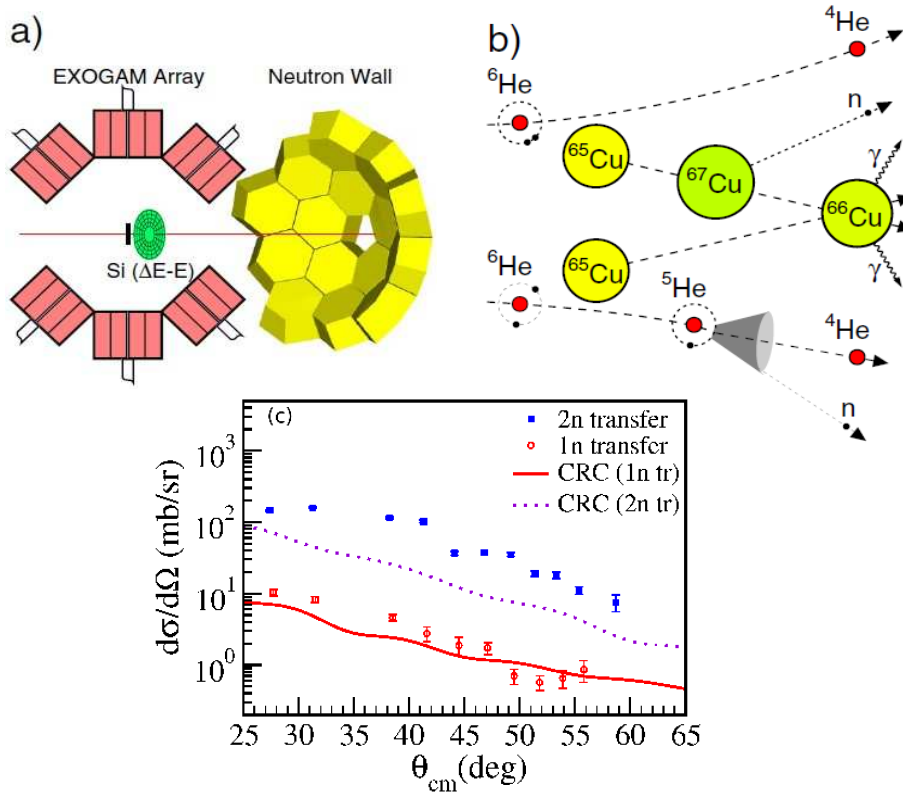 a)
EXOGAM Array
Neutron Wall
Si (ΔE-E)
b)
⁴He
⁶He
n
⁶⁵Cu
⁶⁷Cu
γ
⁶⁶Cu
⁶⁵Cu
γ
⁶He
⁵He
⁴He
n
(c)
2n transfer
1n transfer
CRC (1n tr)
CRC (2n tr)
dσ/dΩ (mb/sr)
10³
10²
10¹
10⁰
25 30 35 40 45 50 55 60 65
θcm(deg)